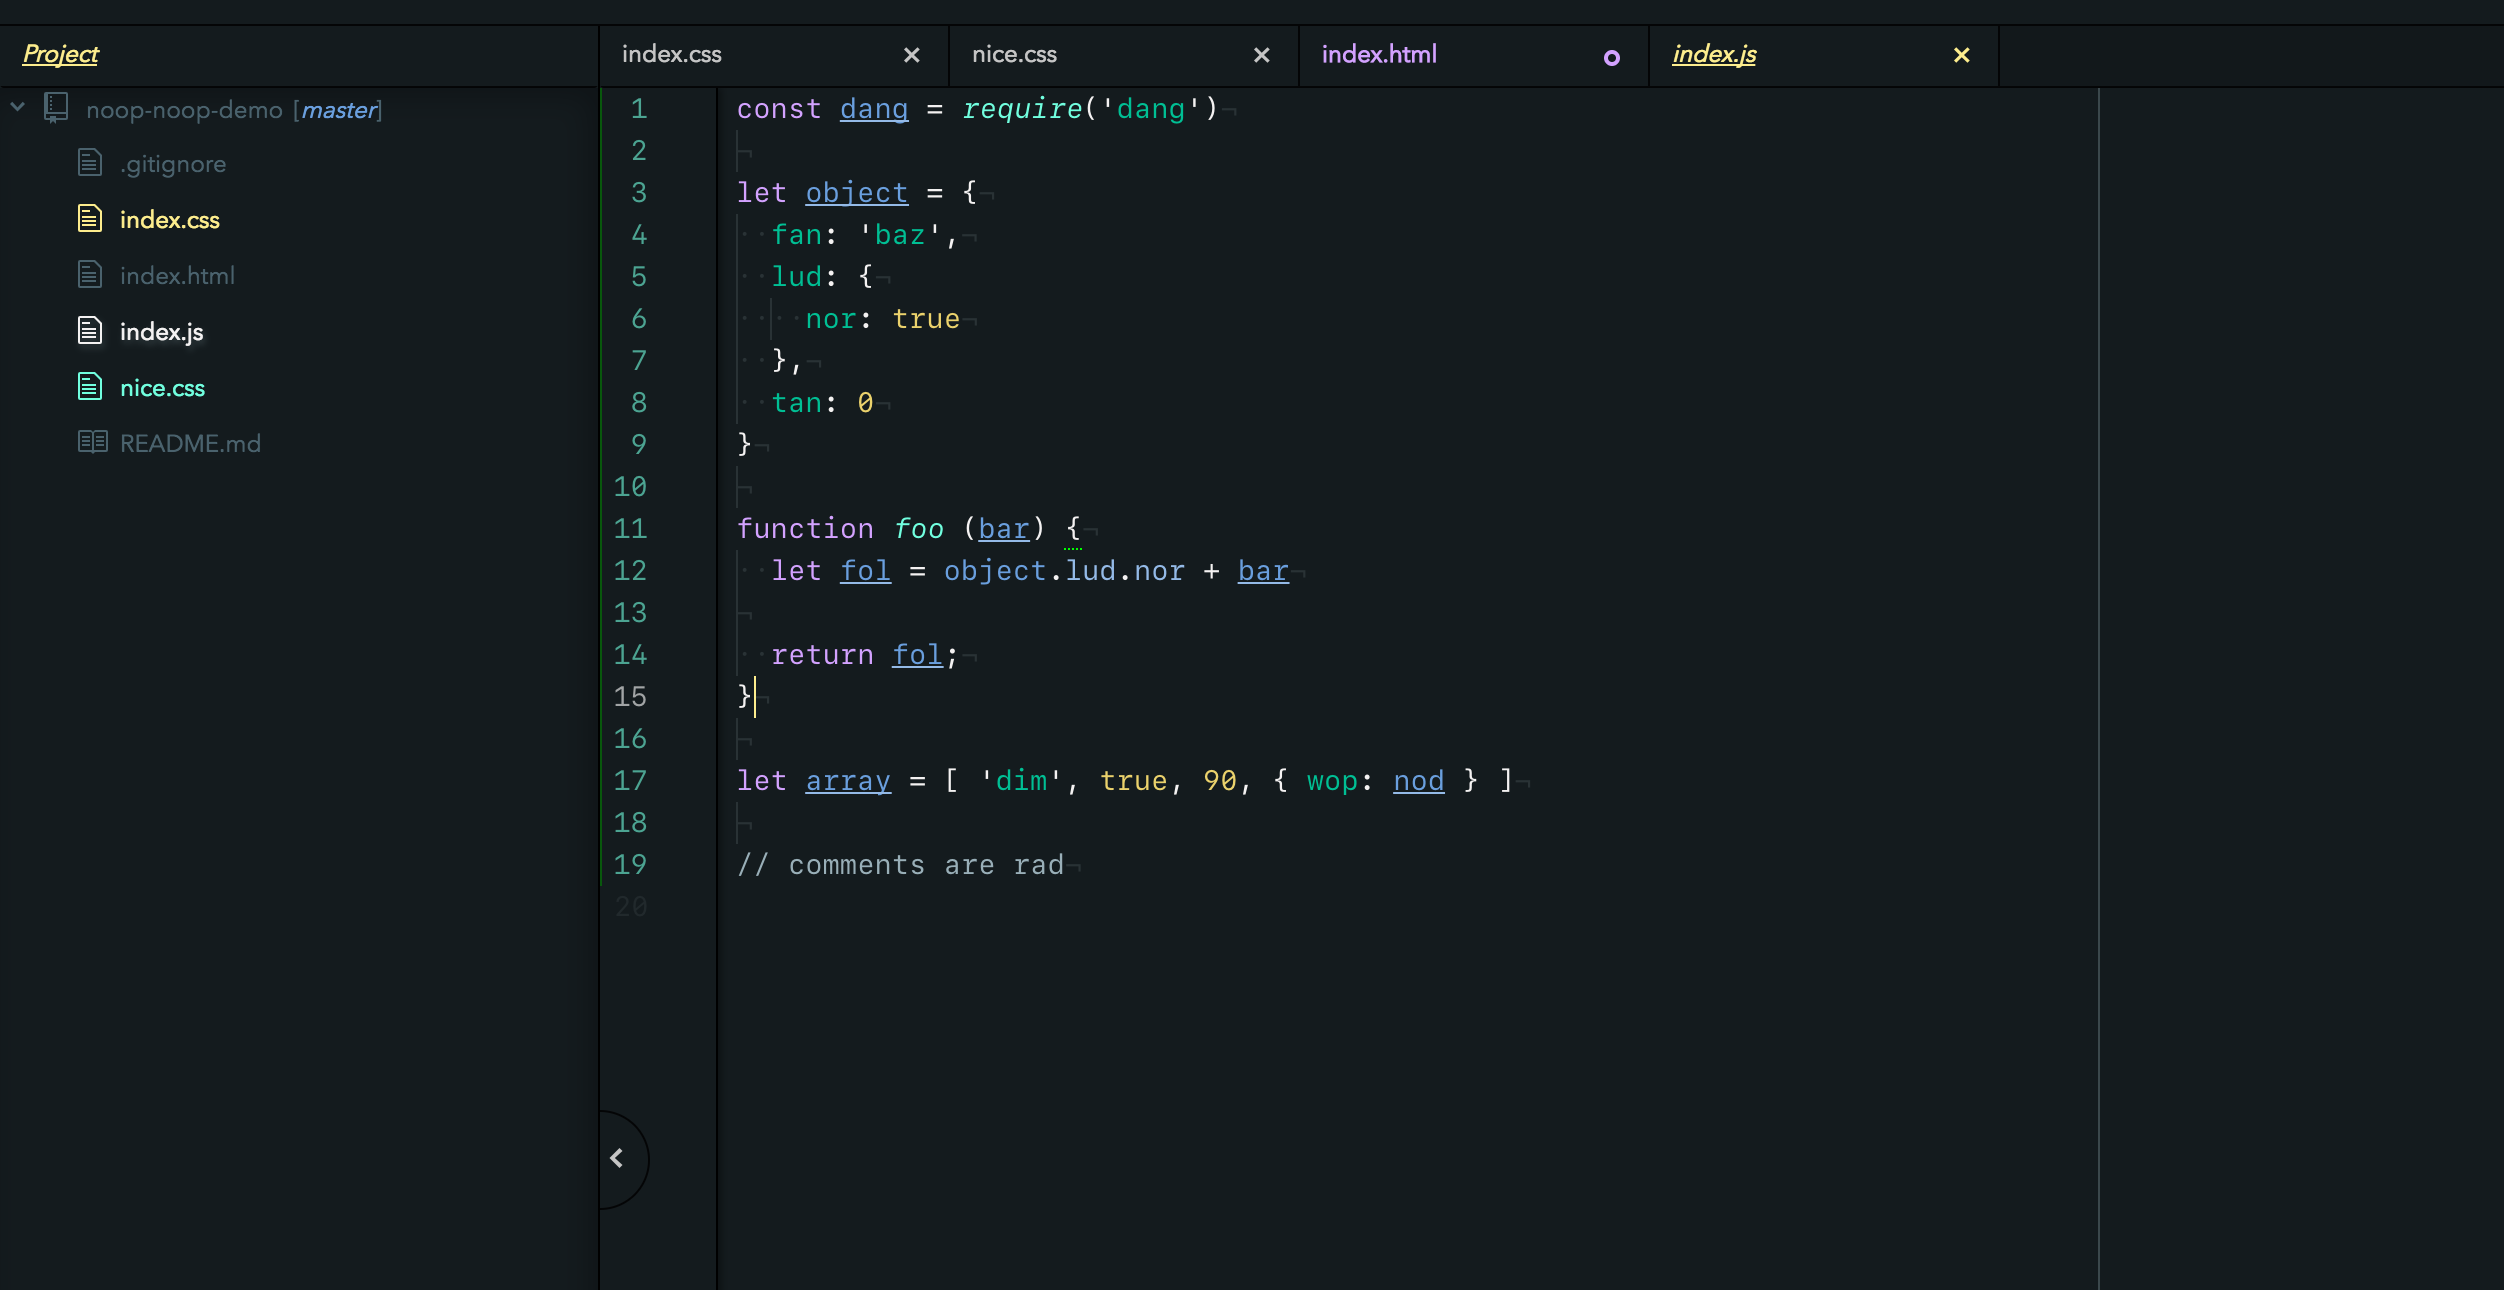 Project
index.css
nice.css
index.html
index.js
noop-noop-demo [master]
.gitignore
index.css
index.html
index.js
nice.css
README.md
1 const dang = require('dang')¬
2 ¬
3 let object = {¬
4 ··fan: 'baz',¬
5 ··lud: {¬
6 ····nor: true¬
7 ··},¬
8 ··tan: 0¬
9 }¬
10 ¬
11 function foo (bar) {¬
12 ··let fol = object.lud.nor + bar¬
13 ¬
14 ··return fol;¬
15 }¬
16 ¬
17 let array = [ 'dim', true, 90, { wop: nod } ]¬
18 ¬
19 // comments are rad¬
20